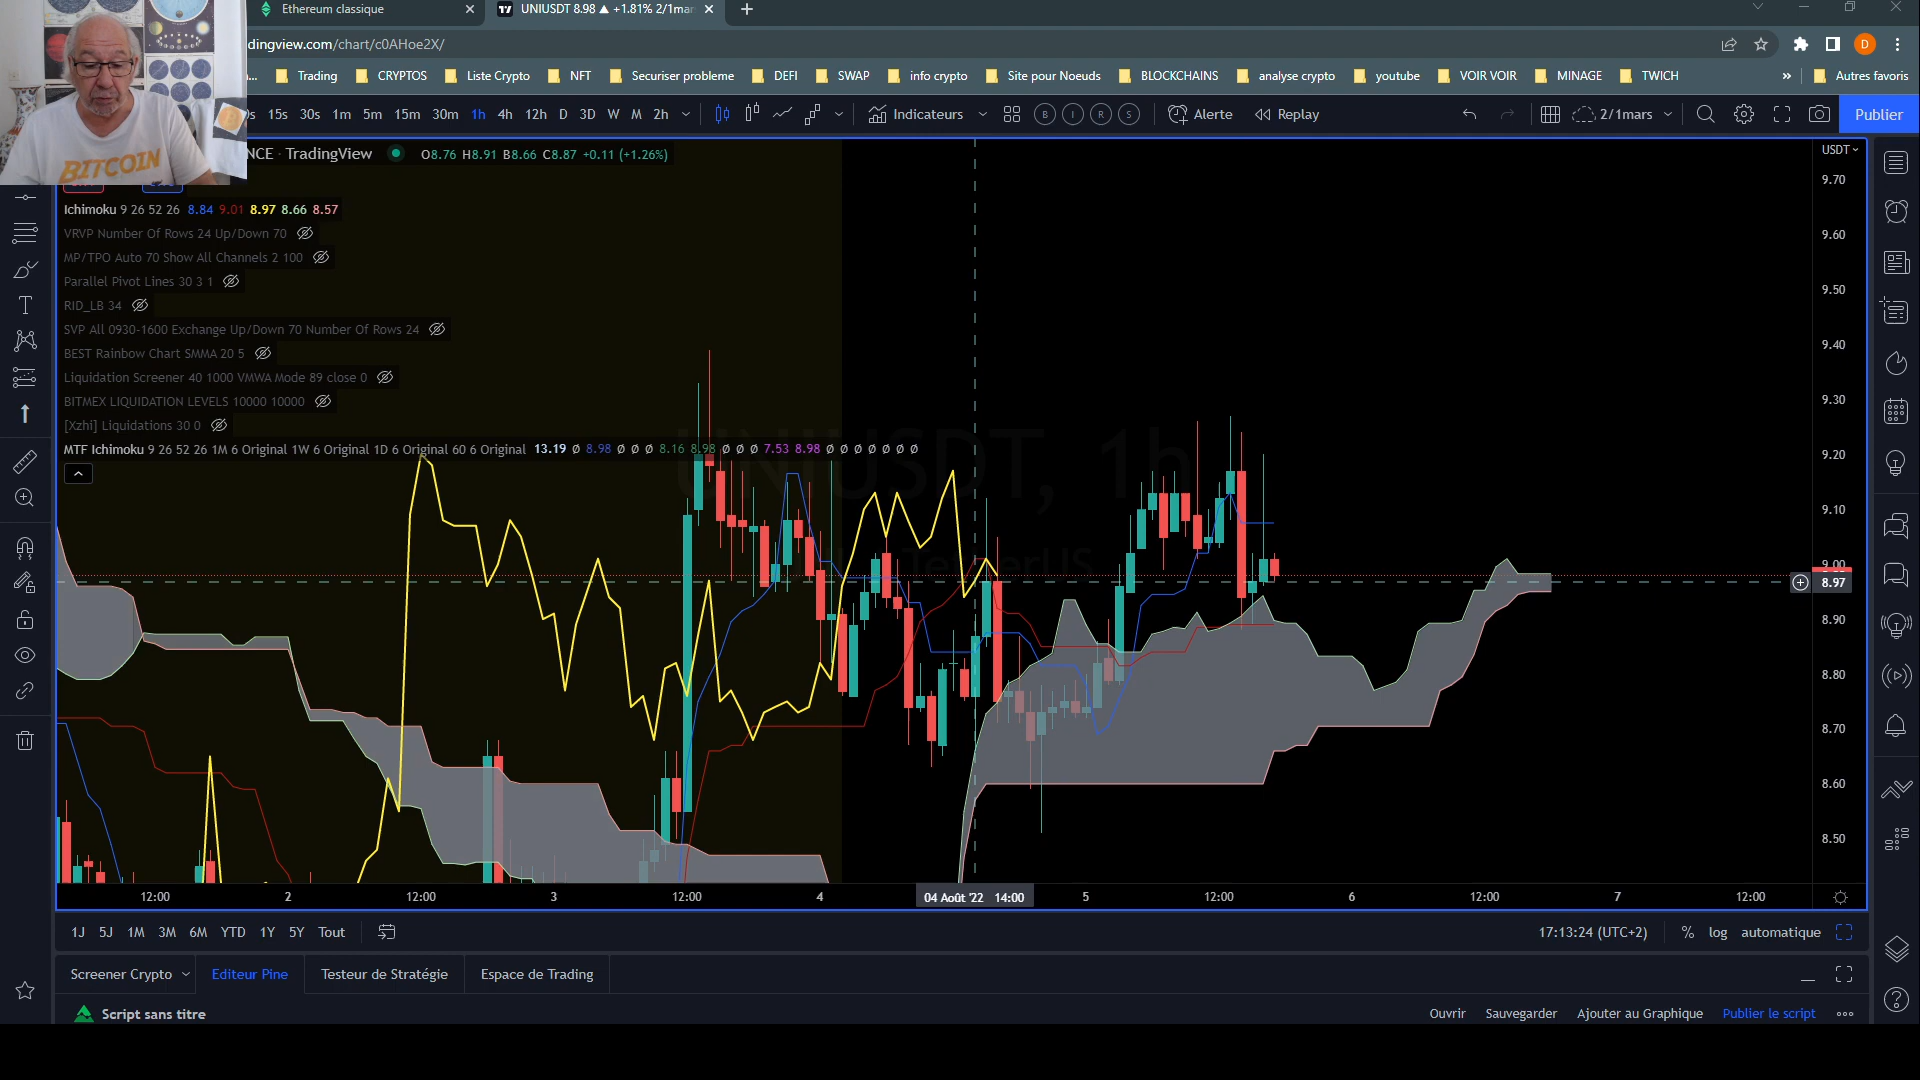 Ethereum classique
UNIUSDT 8.98 ▲ +1.81% 2/1mar
dingview.com/chart/c0AHoe2X/
D
Trading CRYPTOS Liste Crypto NFT Securiser probleme DEFI SWAP info crypto Site pour Noeuds BLOCKCHAINS analyse crypto youtube VOIR VOIR MINAGE TWICH » Autres favoris
15s 30s 1m 5m 15m 30m 1h 4h 12h D 3D W M 2h Indicateurs B I R S Alerte Replay 2/1mars Publier
BITCOIN
NCE · TradingView O8.76 H8.91 B8.66 C8.87 +0.11 (+1.26%)
USDT
Ichimoku 9 26 52 26 8.84 9.01 8.97 8.66 8.57
VRVP Number Of Rows 24 Up/Down 70
MP/TPO Auto 70 Show All Channels 2 100
Parallel Pivot Lines 30 3 1
RID_LB 34
SVP All 0930-1600 Exchange Up/Down 70 Number Of Rows 24
BEST Rainbow Chart SMMA 20 5
Liquidation Screener 40 1000 VMWA Mode 89 close 0
BITMEX LIQUIDATION LEVELS 10000 10000
[Xzhi] Liquidations 30 0
MTF Ichimoku 9 26 52 26 1M 6 Original 1W 6 Original 1D 6 Original 60 6 Original 13.19 ∅ 8.98 ∅ ∅ ∅ 8.16 8.98 ∅ ∅ ∅ 7.53 8.98 ∅ ∅ ∅ ∅ ∅ ∅ ∅
UNIUSDT, 1h
9.70
9.60
9.50
9.40
9.30
9.20
9.10
9.00
8.97
8.90
8.80
8.70
8.60
8.50
12:00 2 12:00 3 12:00 4 04 Août '22 14:00 5 12:00 6 12:00 7 12:00
1J 5J 1M 3M 6M YTD 1Y 5Y Tout 17:13:24 (UTC+2) % log automatique
Screener Crypto Editeur Pine Testeur de Stratégie Espace de Trading
Script sans titre Ouvrir Sauvegarder Ajouter au Graphique Publier le script